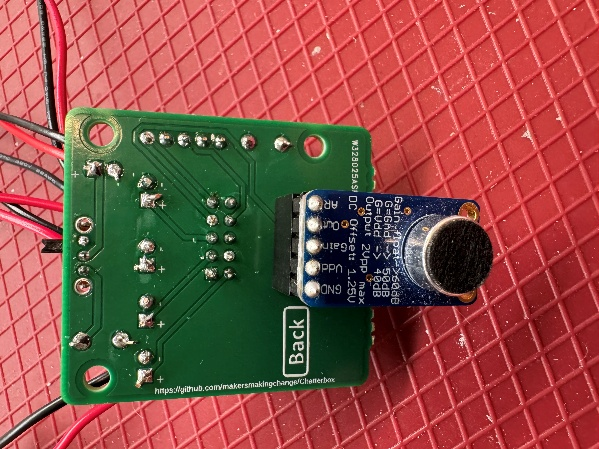 W328025AS
AR
Out
Gain
Vdd
GND
Gain-float->60dB
G=GND -> 50dB
G=Vdd -> 40dB
Output 2Vpp max
DC Offset: 1.25V
Back
https://github.com/makersmakingchange/Chatterbox
+
+
+
+
+